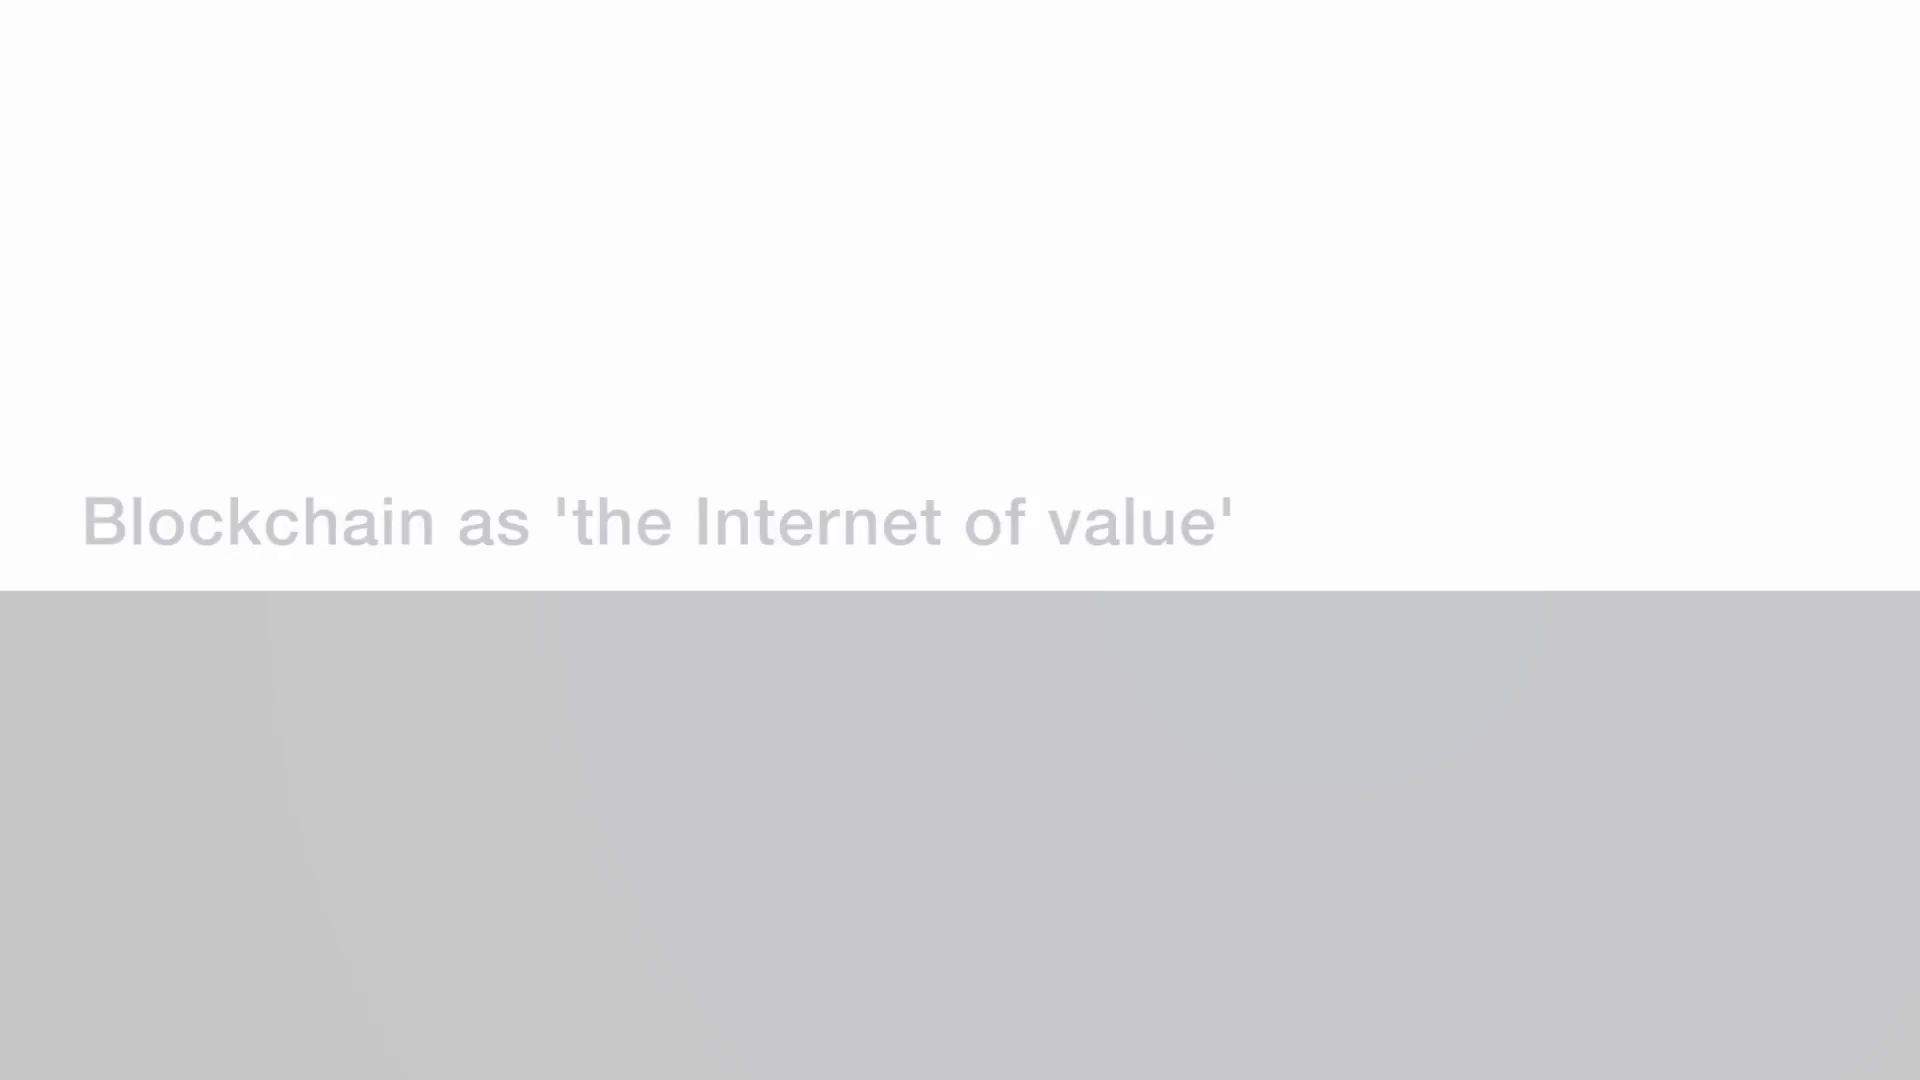 Blockchain as 'the Internet of value'